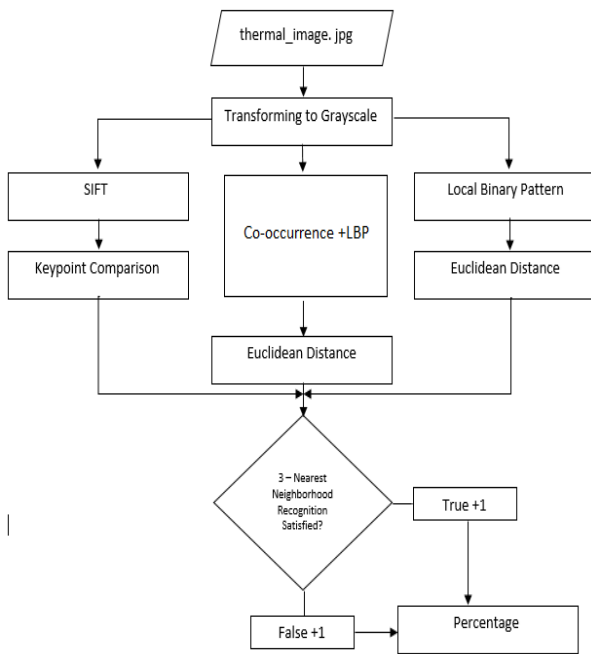 thermal_image. jpg
Transforming to Grayscale
SIFT
Co-occurrence +LBP
Local Binary Pattern
Keypoint Comparison
Euclidean Distance
Euclidean Distance
3 – Nearest
Neighborhood
Recognition
Satisfied?
True +1
False +1
Percentage